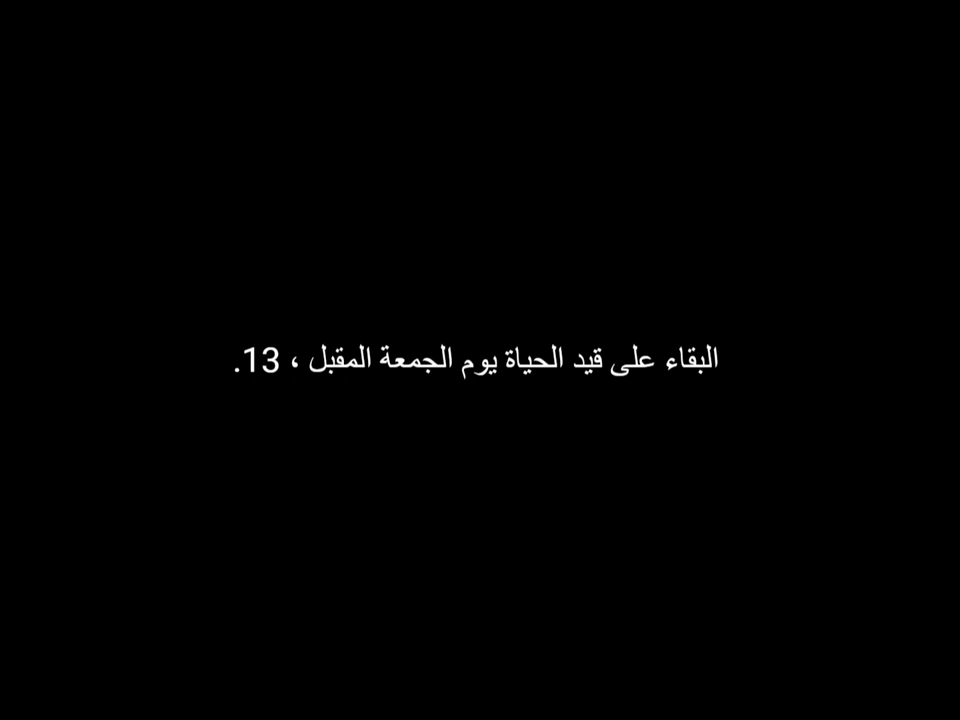 البقاء على قيد الحياة يوم الجمعة المقبل ، 13.